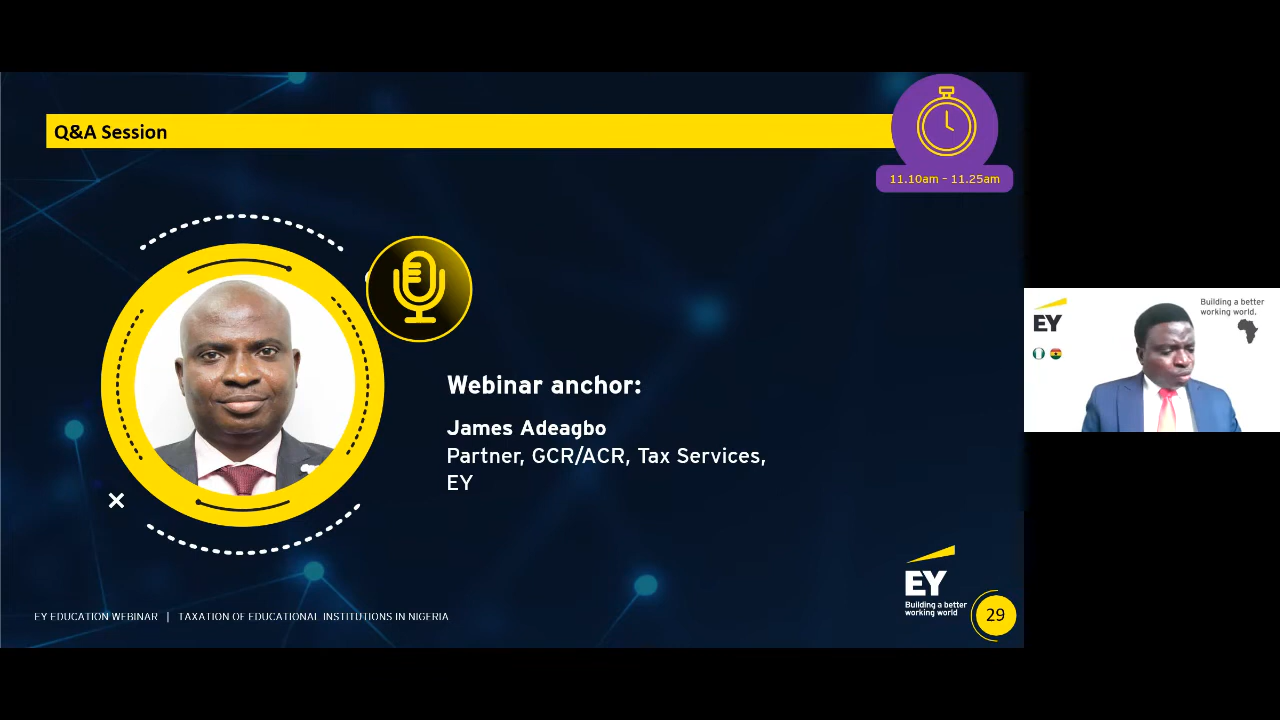 Q&A Session
11.10am - 11.25am
Webinar anchor:
James Adeagbo
Partner, GCR/ACR, Tax Services,
EY
EY
Building a better
working world
EY EDUCATION WEBINAR | TAXATION OF EDUCATIONAL INSTITUTIONS IN NIGERIA
29
EY
Building a better
working world.